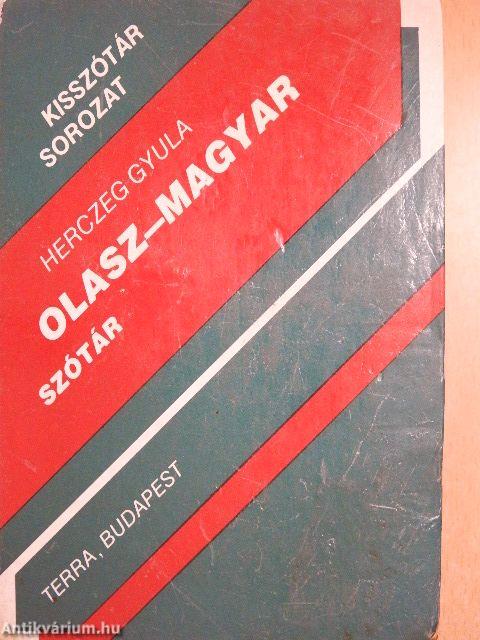 KISSZÓTÁR
SOROZAT
HERCZEG GYULA
OLASZ–MAGYAR
SZÓTÁR
TERRA, BUDAPEST
Antikvárium.hu